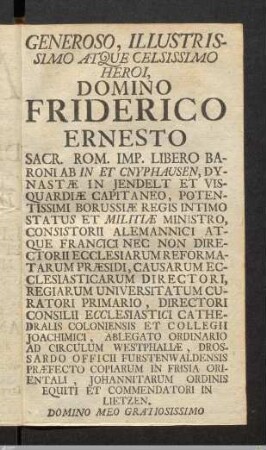 GENEROSO, ILLUSTRIS-
SIMO ATQUE CELSISSIMO
HEROI,
DOMINO
FRIDERICO
ERNESTO
SACR. ROM. IMP. LIBERO BA-
RONI AB IN ET CNYPHAUSEN, DY-
NASTÆ IN JENDELT ET VIS-
QUARDIÆ CAPITANEO, POTEN-
TISSIMI BORUSSIÆ REGIS INTIMO
STATUS ET MILITIÆ MINISTRO,
CONSISTORII ALEMANNICI AT-
QUE FRANCICI NEC NON DIRE-
CTORII ECCLESIARUM REFORMA-
TARUM PRÆSIDI, CAUSARUM EC-
CLESIASTICARUM DIRECTORI,
REGIARUM UNIVERSITATUM CU-
RATORI PRIMARIO, DIRECTORI
CONSILII ECCLESIASTICI CATHE-
DRALIS COLONIENSIS ET COLLEGII
JOACHIMICI, ABLEGATO ORDINARIO
AD CIRCULUM WESTPHALIÆ, DROS-
SARDO OFFICII FURSTENWALDENSIS
PRÆFECTO COPIARUM IN FRISIA ORI-
ENTALI, JOHANNITARUM ORDINIS
EQUITI ET COMMENDATORI IN
LIETZEN.
DOMINO MEO GRATIOSISSIMO